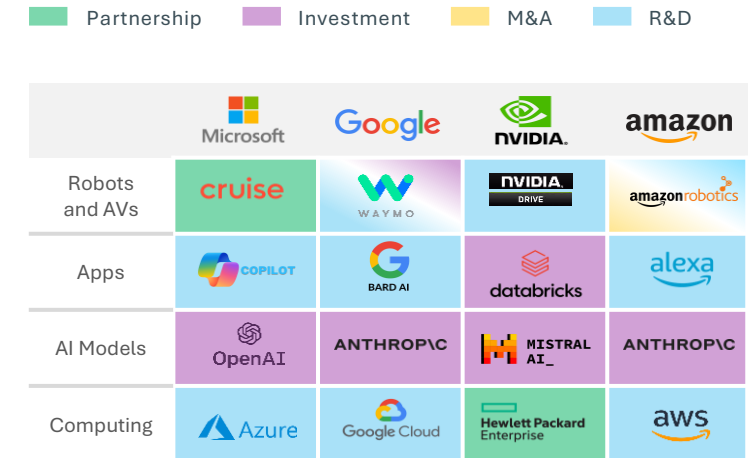 Partnership Investment M&A R&D
Microsoft Google NVIDIA. amazon
Robots and AVs
cruise WAYMO NVIDIA. DRIVE amazonrobotics
Apps COPILOT BARD AI databricks alexa
AI Models OpenAI ANTHROP\C MISTRAL AI_ ANTHROP\C
Computing Azure Google Cloud Hewlett Packard Enterprise aws